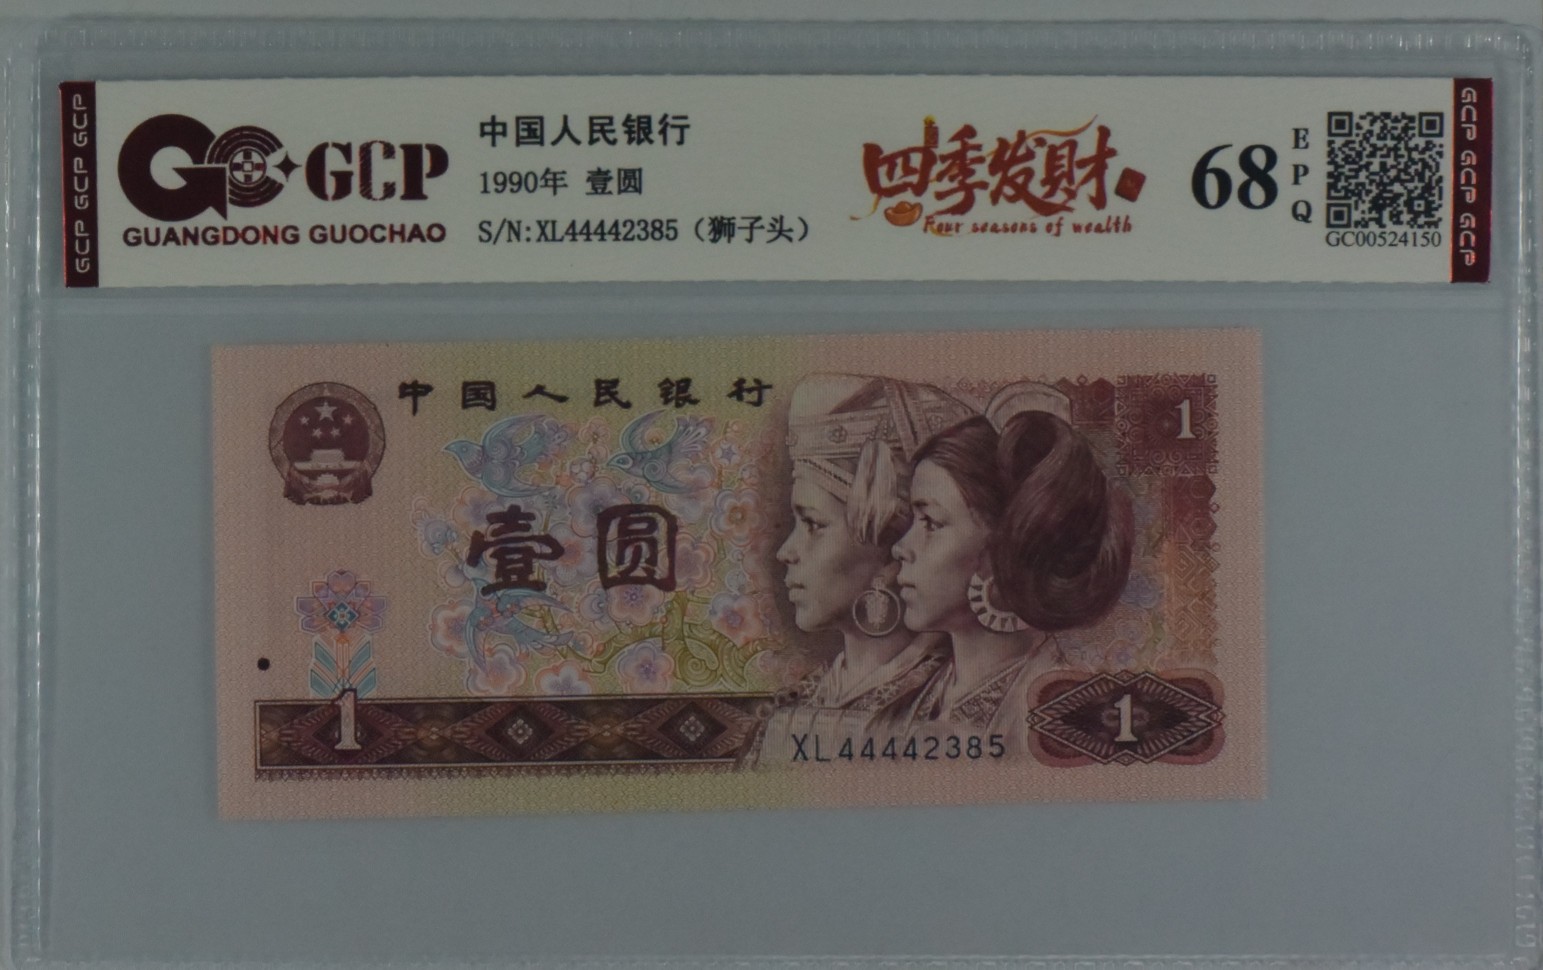 GCP GCP GCP
GCP
GUANGDONG GUOCHAO
中国人民银行
1990年 壹圆
S/N:XL44442385（狮子头）
四季发财
Four seasons of wealth
68
EPQ
GC00524150
GCP GCP GCP
中国人民银行
1
壹圆
1
1
XL44442385